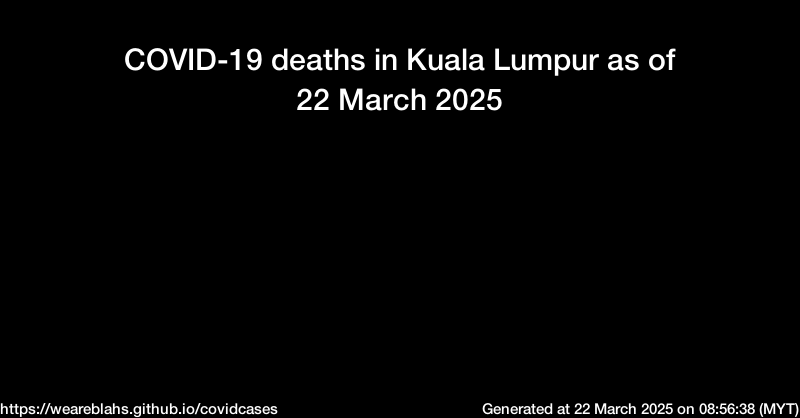 COVID-19 deaths in Kuala Lumpur as of
22 March 2025
https://weareblahs.github.io/covidcases
Generated at 22 March 2025 on 08:56:38 (MYT)